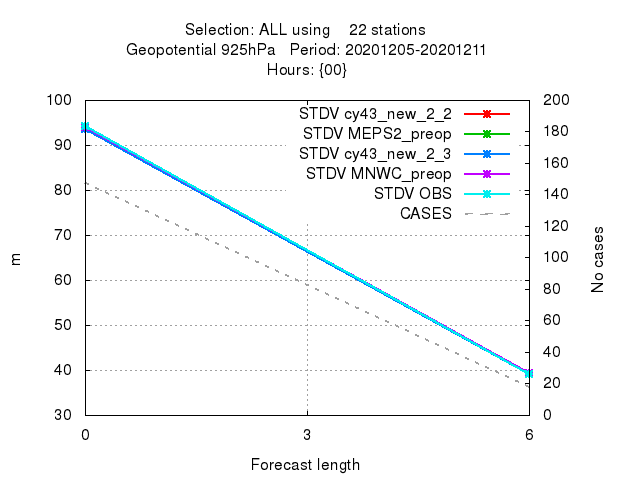 Selection: ALL using    22 stations
Geopotential 925hPa   Period: 20201205-20201211
Hours: {00}
100
90
80
70
60
50
40
30
200
180
160
140
120
100
80
60
40
20
0
STDV cy43_new_2_2
STDV MEPS2_preop
STDV cy43_new_2_3
STDV MNWC_preop
STDV OBS
CASES
m
No cases
0
3
6
Forecast length